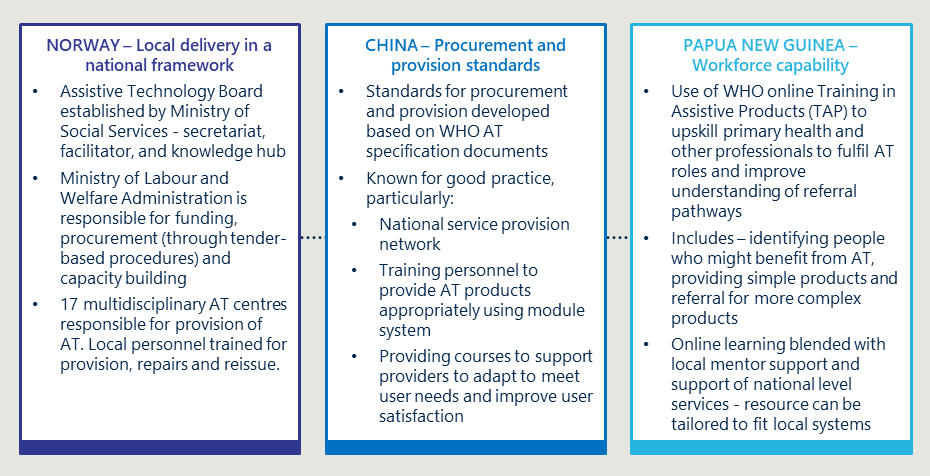 NORWAY – Local delivery in a
national framework
• Assistive Technology Board
established by Ministry of
Social Services - secretariat,
facilitator, and knowledge hub
• Ministry of Labour and
Welfare Administration is
responsible for funding,
procurement (through tender-
based procedures) and
capacity building
• 17 multidisciplinary AT centres
responsible for provision of
AT. Local personnel trained for
provision, repairs and reissue.
CHINA – Procurement and
provision standards
• Standards for procurement
and provision developed
based on WHO AT
specification documents
• Known for good practice,
particularly:
• National service provision
network
• Training personnel to
provide AT products
appropriately using module
system
• Providing courses to support
providers to adapt to meet
user needs and improve user
satisfaction
PAPUA NEW GUINEA –
Workforce capability
• Use of WHO online Training in
Assistive Products (TAP) to
upskill primary health and
other professionals to fulfil AT
roles and improve
understanding of referral
pathways
• Includes – identifying people
who might benefit from AT,
providing simple products and
referral for more complex
products
• Online learning blended with
local mentor support and
support of national level
services - resource can be
tailored to fit local systems